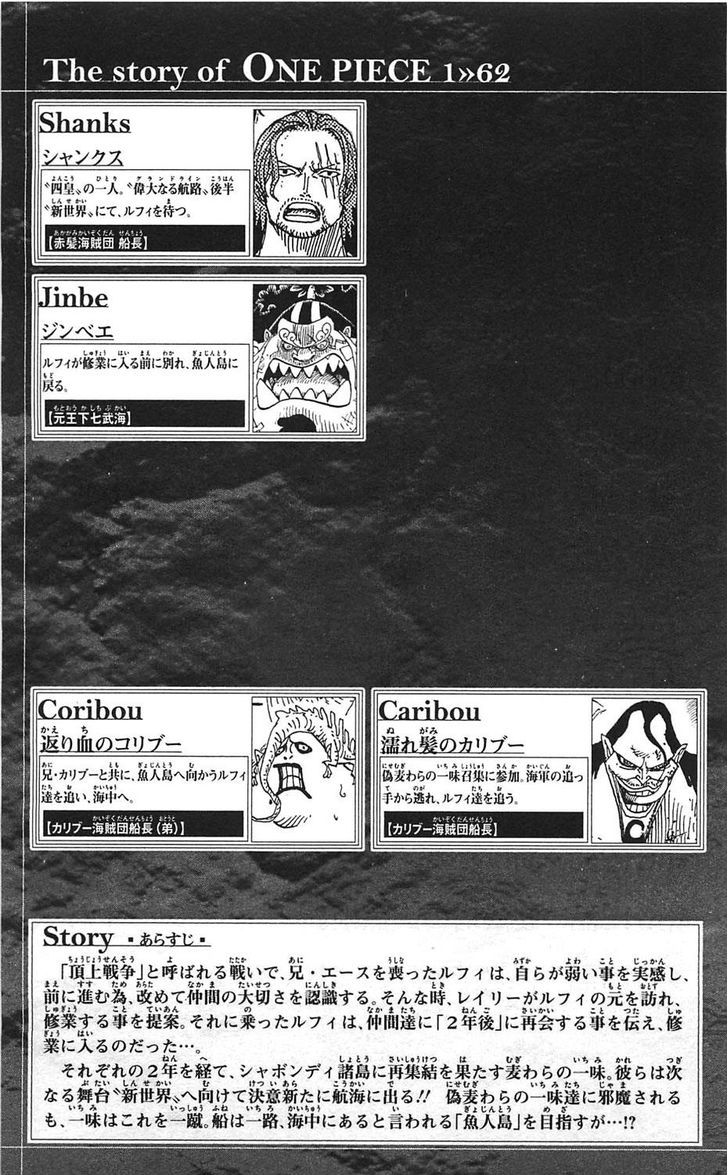 The story of ONE PIECE 1»62
Shanks
シャンクス
〝四皇〟の一人。〝偉大なる航路〟後半
〝新世界〟にて、ルフィを待つ。
【赤髪海賊団 船長】
Jinbe
ジンベエ
ルフィが修業に入る前に別れ、魚人島に
戻る。
【元王下七武海】
Coribou
返り血のコリブー
兄・カリブーと共に、魚人島へ向かうルフィ
達を追い、海中へ。
【カリブー海賊団船長（弟）】
Caribou
濡れ髪のカリブー
偽麦わらの一味召集に参加。海軍の追っ
手から逃れ、ルフィ達を追う。
【カリブー海賊団船長】
Story ▪あらすじ▪
「頂上戦争」と呼ばれる戦いで、兄・エースを喪ったルフィは、自らが弱い事を実感し、
前に進む為、改めて仲間の大切さを認識する。そんな時、レイリーがルフィの元を訪れ、
修業する事を提案。それに乗ったルフィは、仲間達に「２年後」に再会する事を伝え、修
業に入るのだった…。
それぞれの２年を経て、シャボンディ諸島に再集結を果たす麦わらの一味。彼らは次
なる舞台〝新世界〟へ向けて決意新たに航海に出る!! 偽麦わらの一味達に邪魔される
も、一味はこれを一蹴。船は一路、海中にあると言われる「魚人島」を目指すが…!?